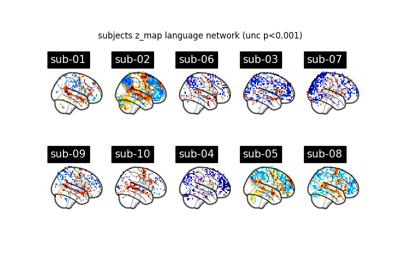 subjects z_map language network (unc p<0.001)
sub-01 sub-02 sub-06 sub-03 sub-07
sub-09 sub-10 sub-04 sub-05 sub-08